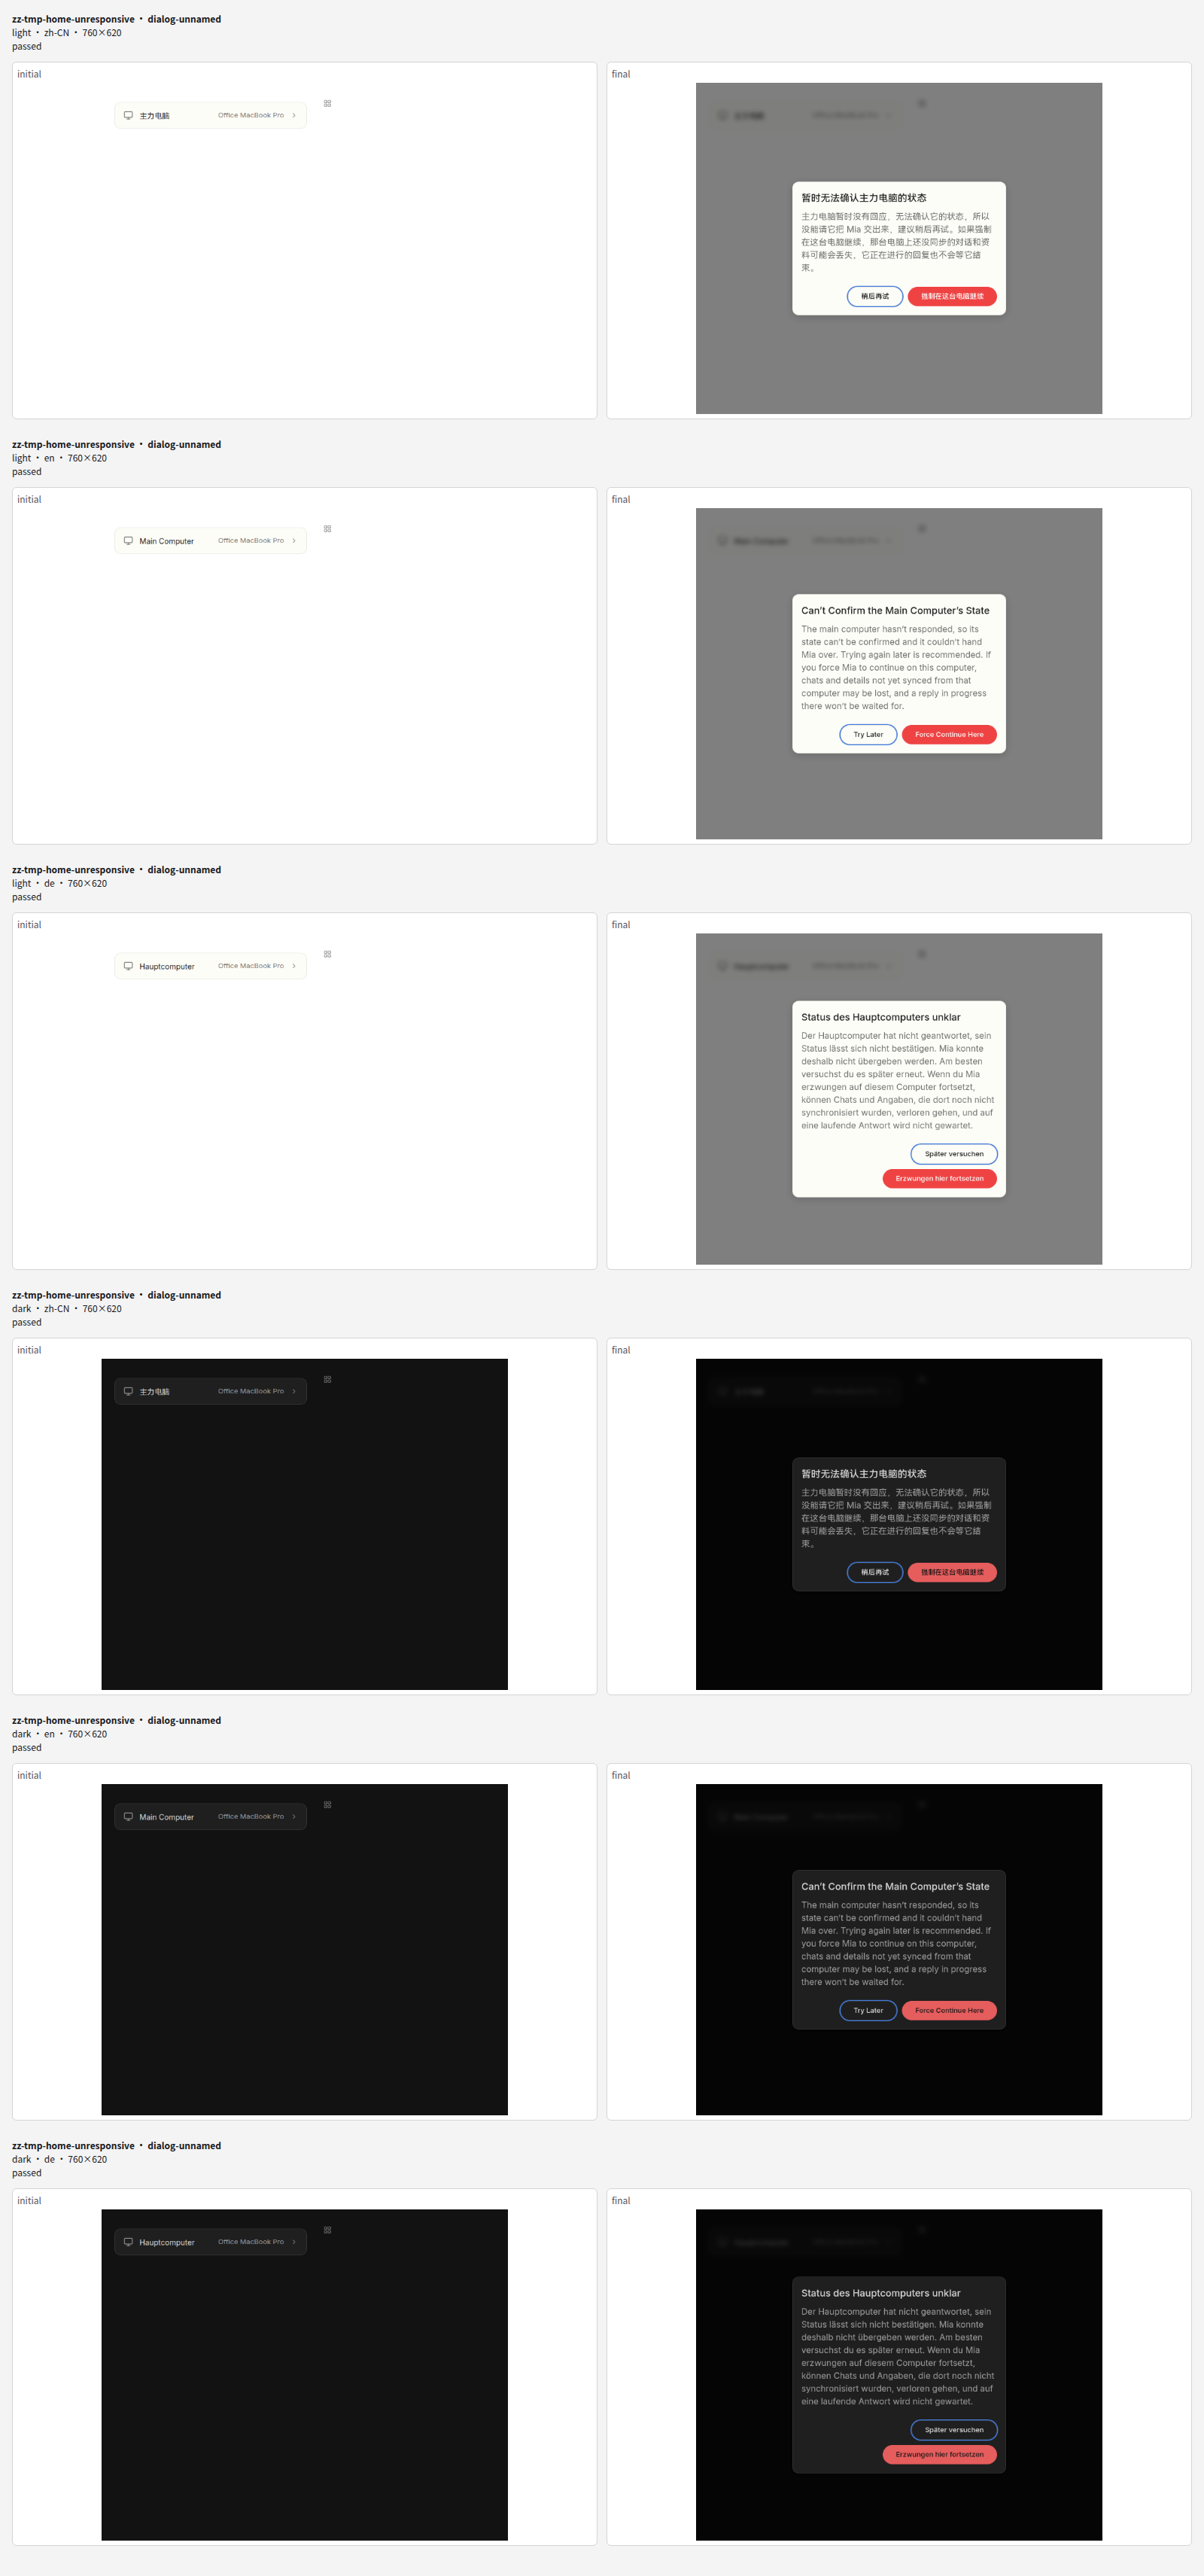 zz-tmp-home-unresponsive · dialog-unnamed
light · zh-CN · 760×620
passed
initial
主力电脑 Office MacBook Pro
final
暂时无法确认主力电脑的状态
主力电脑暂时没有回应，无法确认它的状态，所以
没能请它把 Mia 交出来，建议稍后再试。如果强制
在这台电脑继续，那台电脑上还没同步的对话和资
料可能会丢失，它正在进行的回复也不会等它结
束。
稍后再试 强制在这台电脑继续
zz-tmp-home-unresponsive · dialog-unnamed
light · en · 760×620
passed
initial
Main Computer Office MacBook Pro
final
Can't Confirm the Main Computer's State
The main computer hasn't responded, so its
state can't be confirmed and it couldn't hand
Mia over. Trying again later is recommended. If
you force Mia to continue on this computer,
chats and details not yet synced from that
computer may be lost, and a reply in progress
there won't be waited for.
Try Later Force Continue Here
zz-tmp-home-unresponsive · dialog-unnamed
light · de · 760×620
passed
initial
Hauptcomputer Office MacBook Pro
final
Status des Hauptcomputers unklar
Der Hauptcomputer hat nicht geantwortet, sein
Status lässt sich nicht bestätigen. Mia konnte
deshalb nicht übergeben werden. Am besten
versuchst du es später erneut. Wenn du Mia
erzwungen auf diesem Computer fortsetzt,
können Chats und Angaben, die dort noch nicht
synchronisiert wurden, verloren gehen, und auf
eine laufende Antwort wird nicht gewartet.
Später versuchen
Erzwungen hier fortsetzen
zz-tmp-home-unresponsive · dialog-unnamed
dark · zh-CN · 760×620
passed
initial
主力电脑 Office MacBook Pro
final
暂时无法确认主力电脑的状态
主力电脑暂时没有回应，无法确认它的状态，所以
没能请它把 Mia 交出来，建议稍后再试。如果强制
在这台电脑继续，那台电脑上还没同步的对话和资
料可能会丢失，它正在进行的回复也不会等它结
束。
稍后再试 强制在这台电脑继续
zz-tmp-home-unresponsive · dialog-unnamed
dark · en · 760×620
passed
initial
Main Computer Office MacBook Pro
final
Can't Confirm the Main Computer's State
The main computer hasn't responded, so its
state can't be confirmed and it couldn't hand
Mia over. Trying again later is recommended. If
you force Mia to continue on this computer,
chats and details not yet synced from that
computer may be lost, and a reply in progress
there won't be waited for.
Try Later Force Continue Here
zz-tmp-home-unresponsive · dialog-unnamed
dark · de · 760×620
passed
initial
Hauptcomputer Office MacBook Pro
final
Status des Hauptcomputers unklar
Der Hauptcomputer hat nicht geantwortet, sein
Status lässt sich nicht bestätigen. Mia konnte
deshalb nicht übergeben werden. Am besten
versuchst du es später erneut. Wenn du Mia
erzwungen auf diesem Computer fortsetzt,
können Chats und Angaben, die dort noch nicht
synchronisiert wurden, verloren gehen, und auf
eine laufende Antwort wird nicht gewartet.
Später versuchen
Erzwungen hier fortsetzen